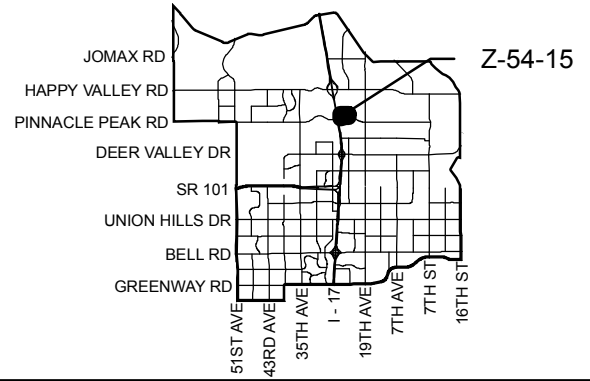 JOMAX RD
Z-54-15
HAPPY VALLEY RD
PINNACLE PEAK RD
DEER VALLEY DR
SR 101
UNION HILLS DR
BELL RD
GREENWAY RD
51ST AVE
43RD AVE
35TH AVE
I - 17
19TH AVE
7TH AVE
7TH ST
16TH ST